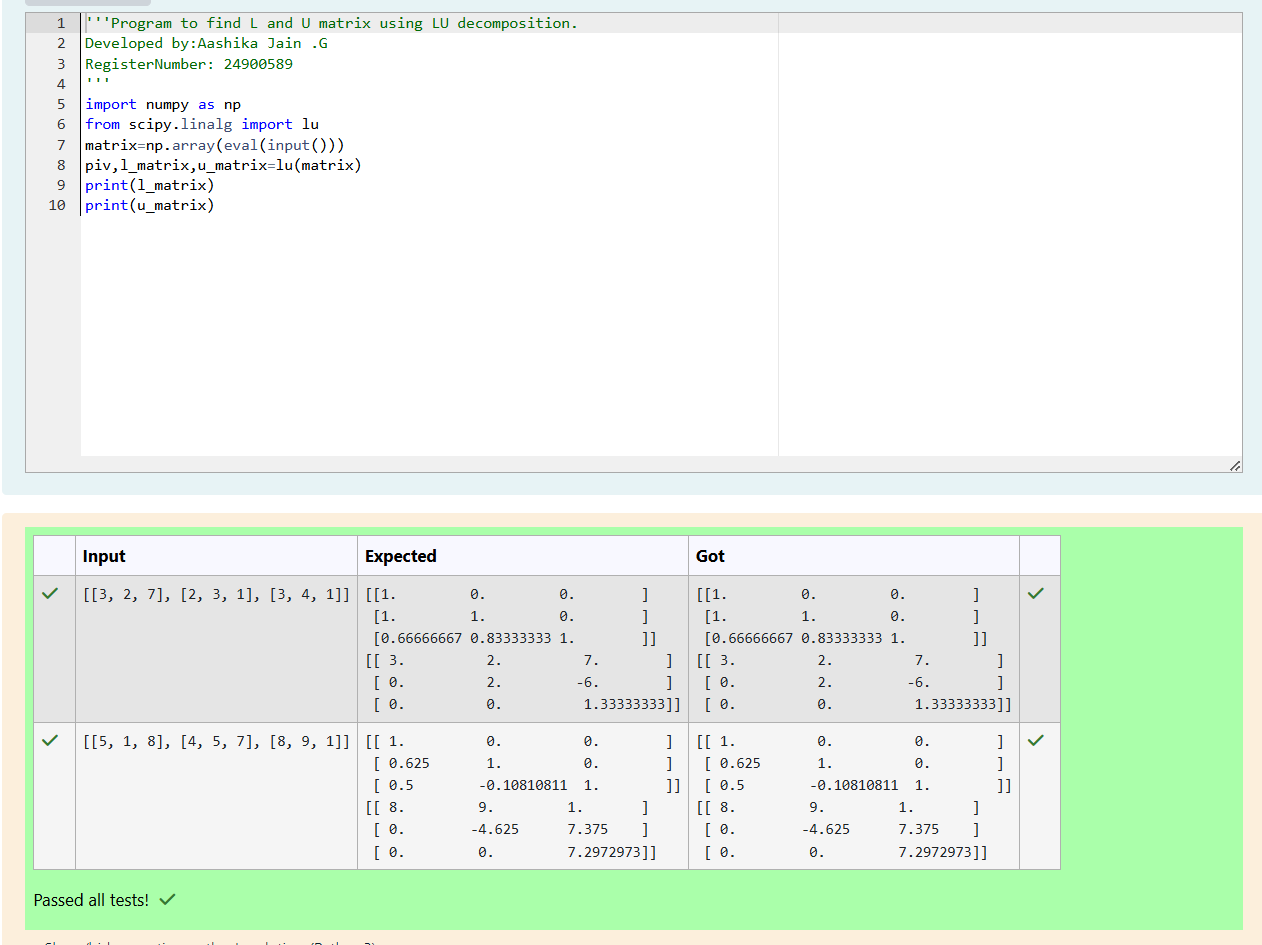 1 '''Program to find L and U matrix using LU decomposition.
2 Developed by:Aashika Jain .G
3 RegisterNumber: 24900589
4 '''
5 import numpy as np
6 from scipy.linalg import lu
7 matrix=np.array(eval(input()))
8 piv,l_matrix,u_matrix=lu(matrix)
9 print(l_matrix)
10 print(u_matrix)
Input Expected Got
[[3, 2, 7], [2, 3, 1], [3, 4, 1]] [[1. 0. 0. ] [[1. 0. 0. ]
[1. 1. 0. ] [1. 1. 0. ]
[0.66666667 0.83333333 1. ]] [0.66666667 0.83333333 1. ]]
[[ 3. 2. 7. ] [[ 3. 2. 7. ]
[ 0. 2. -6. ] [ 0. 2. -6. ]
[ 0. 0. 1.33333333]] [ 0. 0. 1.33333333]]
[[5, 1, 8], [4, 5, 7], [8, 9, 1]] [[ 1. 0. 0. ] [[ 1. 0. 0. ]
[ 0.625 1. 0. ] [ 0.625 1. 0. ]
[ 0.5 -0.10810811 1. ]] [ 0.5 -0.10810811 1. ]]
[[ 8. 9. 1. ] [[ 8. 9. 1. ]
[ 0. -4.625 7.375 ] [ 0. -4.625 7.375 ]
[ 0. 0. 7.2972973]] [ 0. 0. 7.2972973]]
Passed all tests!